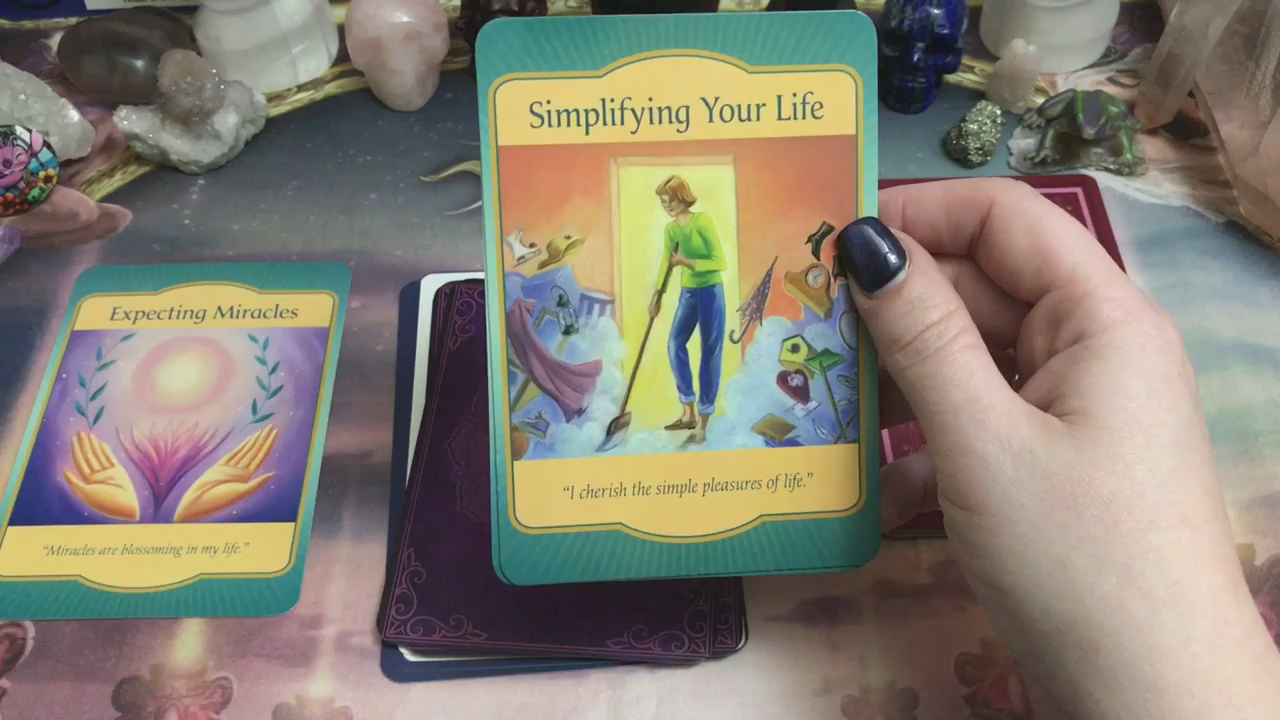 Simplifying Your Life
"I cherish the simple pleasures of life."
Expecting Miracles
"Miracles are blossoming in my life."